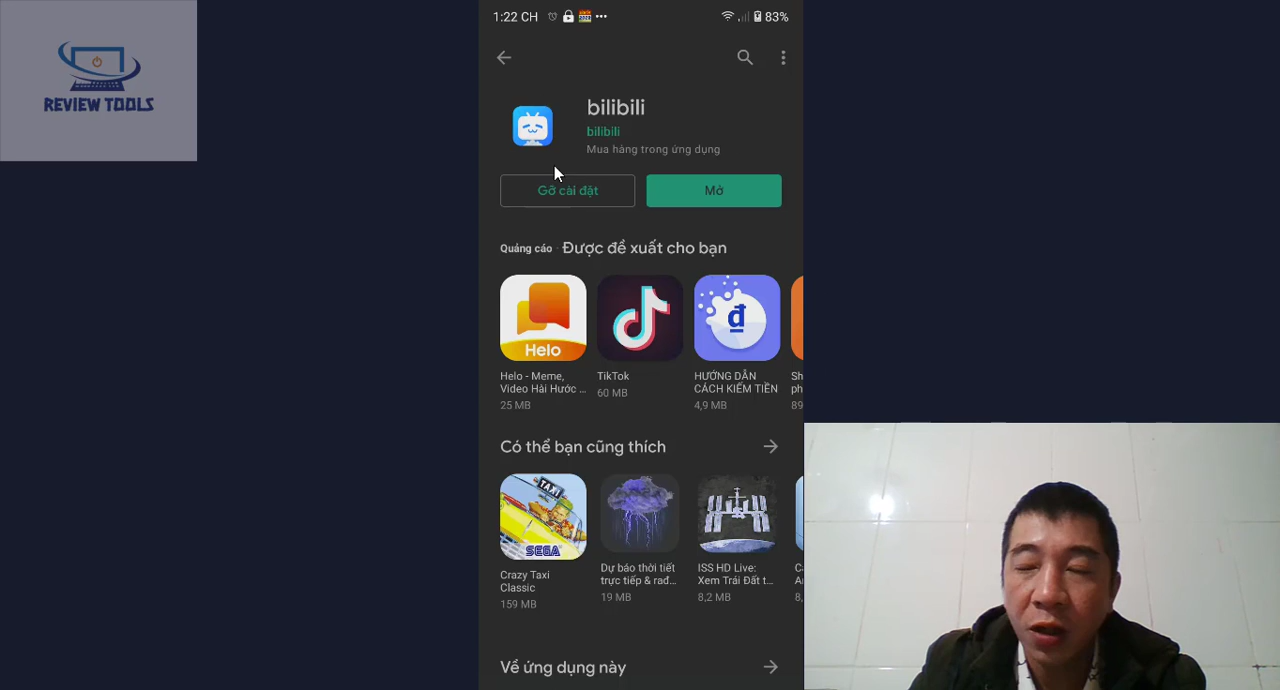 REVIEW TOOLS
1:22 CH
83%
bilibili
bilibili
Mua hàng trong ứng dụng
Gỡ cài đặt
Mở
Quảng cáo · Được đề xuất cho bạn
Helo
đ
Helo - Meme,
Video Hài Hước ...
25 MB
TikTok
60 MB
HƯỚNG DẪN
CÁCH KIẾM TIỀN
4,9 MB
Sh
ph
89
Có thể bạn cũng thích
TAXI
SEGA
Crazy Taxi
Classic
159 MB
Dự báo thời tiết
trực tiếp & rađ...
19 MB
ISS HD Live:
Xem Trái Đất t...
8,2 MB
Về ứng dụng này